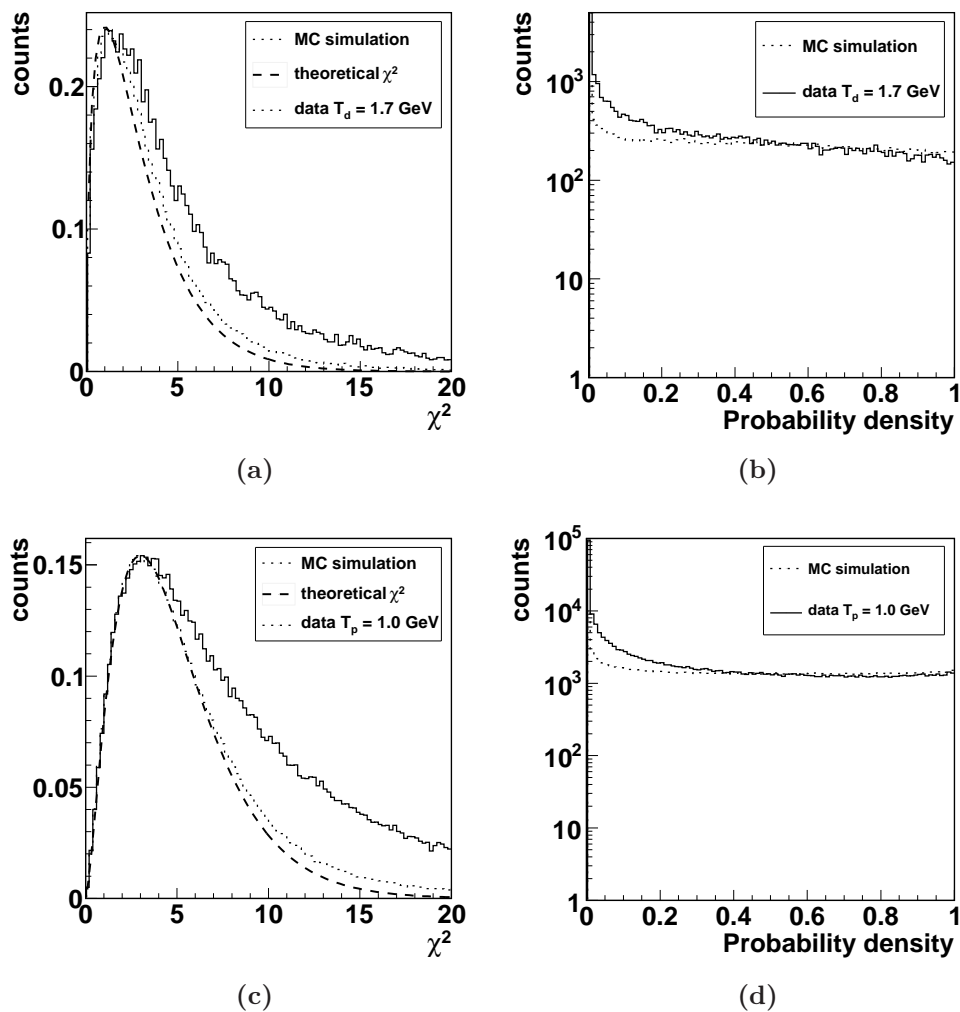 counts
0.2
0.1
0
0 5 10 15 20
χ²
MC simulation
theoretical χ²
data T_d = 1.7 GeV
(a)
counts
10³
10²
10
1
0 0.2 0.4 0.6 0.8 1
Probability density
MC simulation
data T_d = 1.7 GeV
(b)
counts
0.15
0.1
0.05
0
0 5 10 15 20
χ²
MC simulation
theoretical χ²
data T_p = 1.0 GeV
(c)
counts
10⁵
10⁴
10³
10²
10
1
0 0.2 0.4 0.6 0.8 1
Probability density
MC simulation
data T_p = 1.0 GeV
(d)